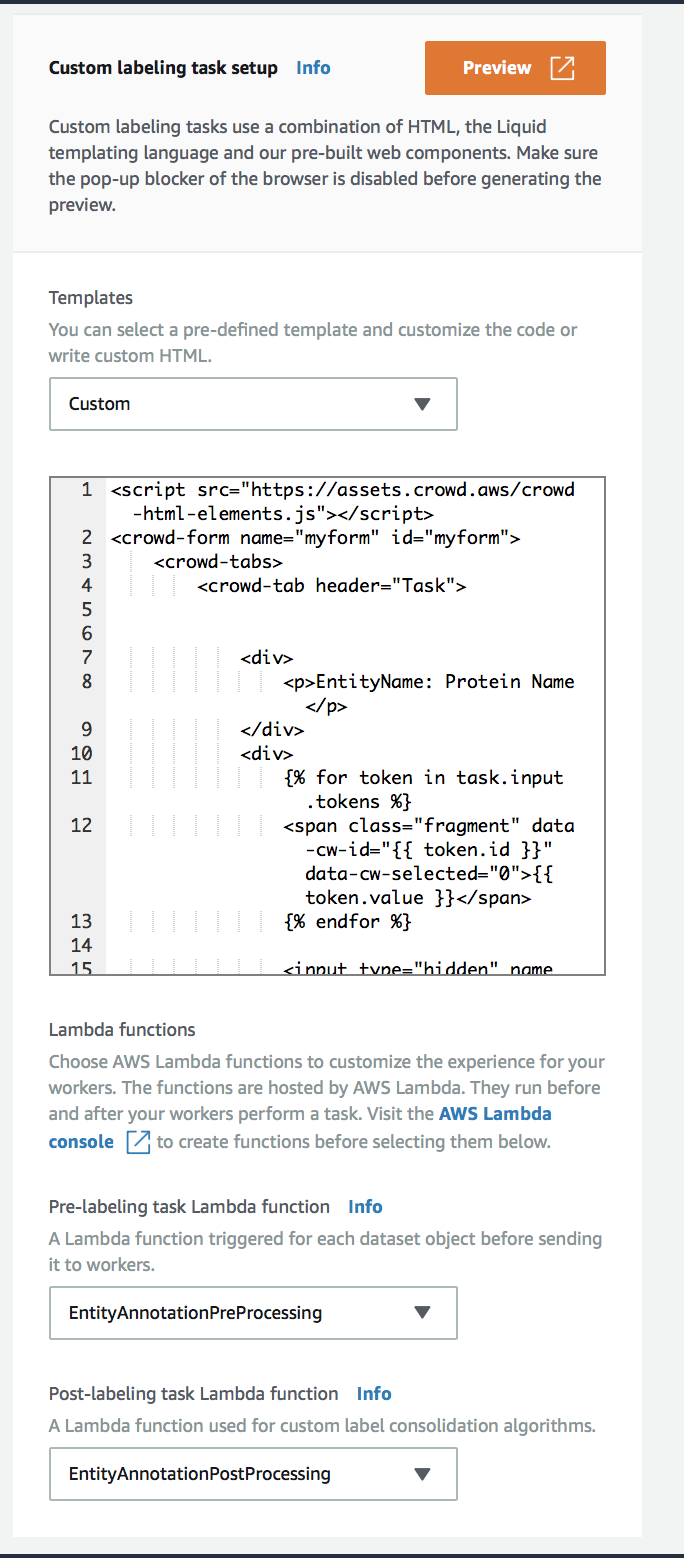 Custom labeling task setup Info
Preview
Custom labeling tasks use a combination of HTML, the Liquid
templating language and our pre-built web components. Make sure
the pop-up blocker of the browser is disabled before generating the
preview.
Templates
You can select a pre-defined template and customize the code or
write custom HTML.
Custom
1 <script src="https://assets.crowd.aws/crowd
-html-elements.js"></script>
2 <crowd-form name="myform" id="myform">
3 <crowd-tabs>
4 <crowd-tab header="Task">
5
6
7 <div>
8 <p>EntityName: Protein Name
</p>
9 </div>
10 <div>
11 {% for token in task.input
.tokens %}
12 <span class="fragment" data
-cw-id="{{ token.id }}"
data-cw-selected="0">{{
token.value }}</span>
13 {% endfor %}
14
15 <input type="hidden" name
Lambda functions
Choose AWS Lambda functions to customize the experience for your
workers. The functions are hosted by AWS Lambda. They run before
and after your workers perform a task. Visit the AWS Lambda
console to create functions before selecting them below.
Pre-labeling task Lambda function Info
A Lambda function triggered for each dataset object before sending
it to workers.
EntityAnnotationPreProcessing
Post-labeling task Lambda function Info
A Lambda function used for custom label consolidation algorithms.
EntityAnnotationPostProcessing